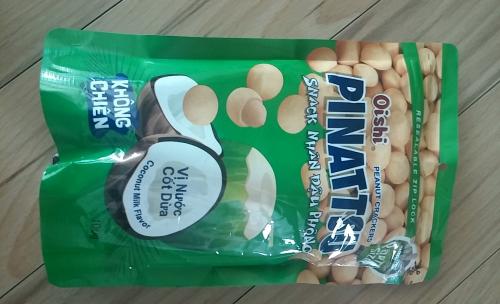 RESEALABLE ZIP LOCK
Oishi
PEANUT CRACKERS
PINATTSU
SNACK NHÂN ĐẬU PHỘNG
Vị Nước
Cốt Dừa
Coconut Milk Flavor
KHÔNG
CHIÊN